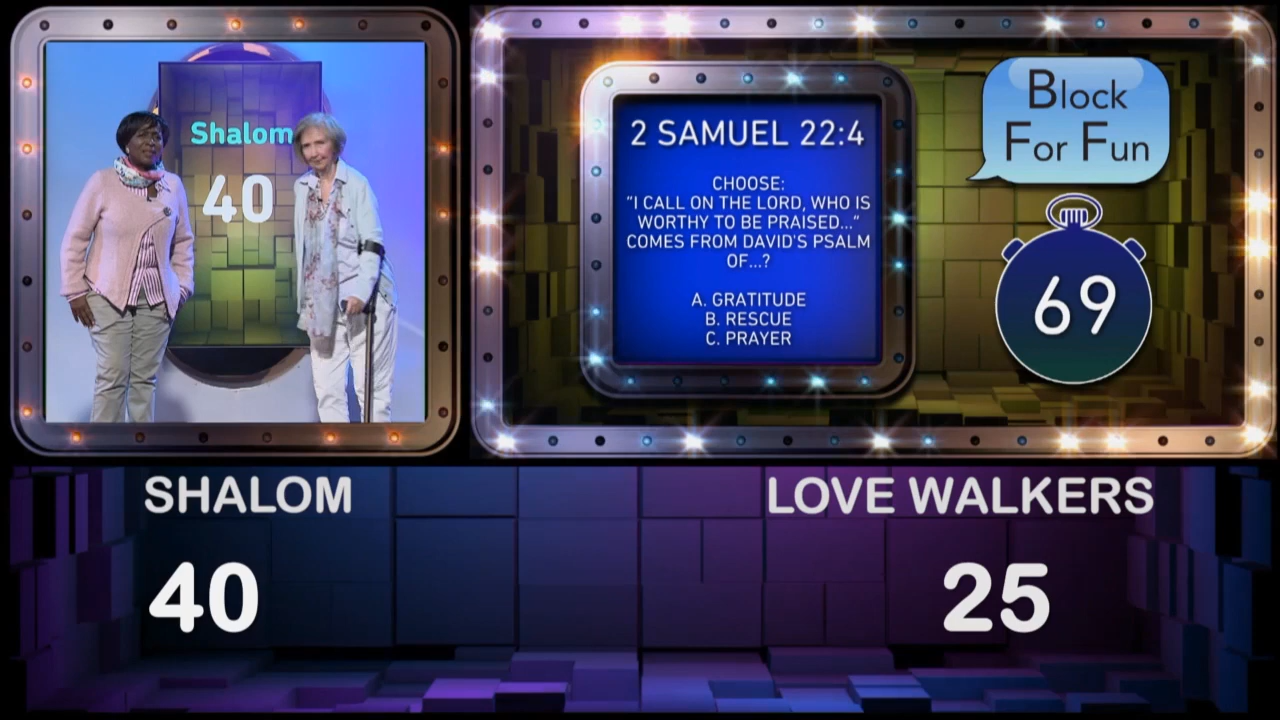 Shalom
40
2 SAMUEL 22:4
CHOOSE:
"I CALL ON THE LORD, WHO IS
WORTHY TO BE PRAISED..."
COMES FROM DAVID'S PSALM
OF...?
A. GRATITUDE
B. RESCUE
C. PRAYER
Block
For Fun
69
SHALOM
LOVE WALKERS
40
25